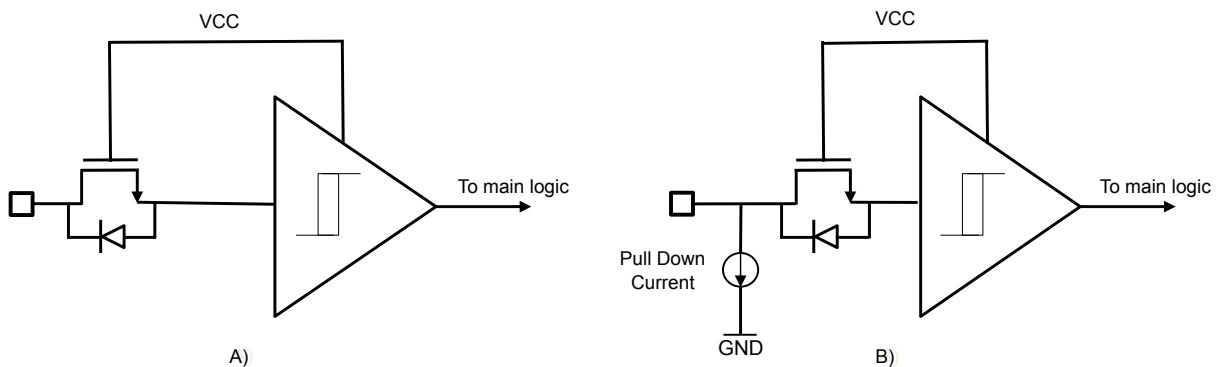 VCC
To main logic
A)
VCC
To main logic
Pull Down
Current
GND
B)